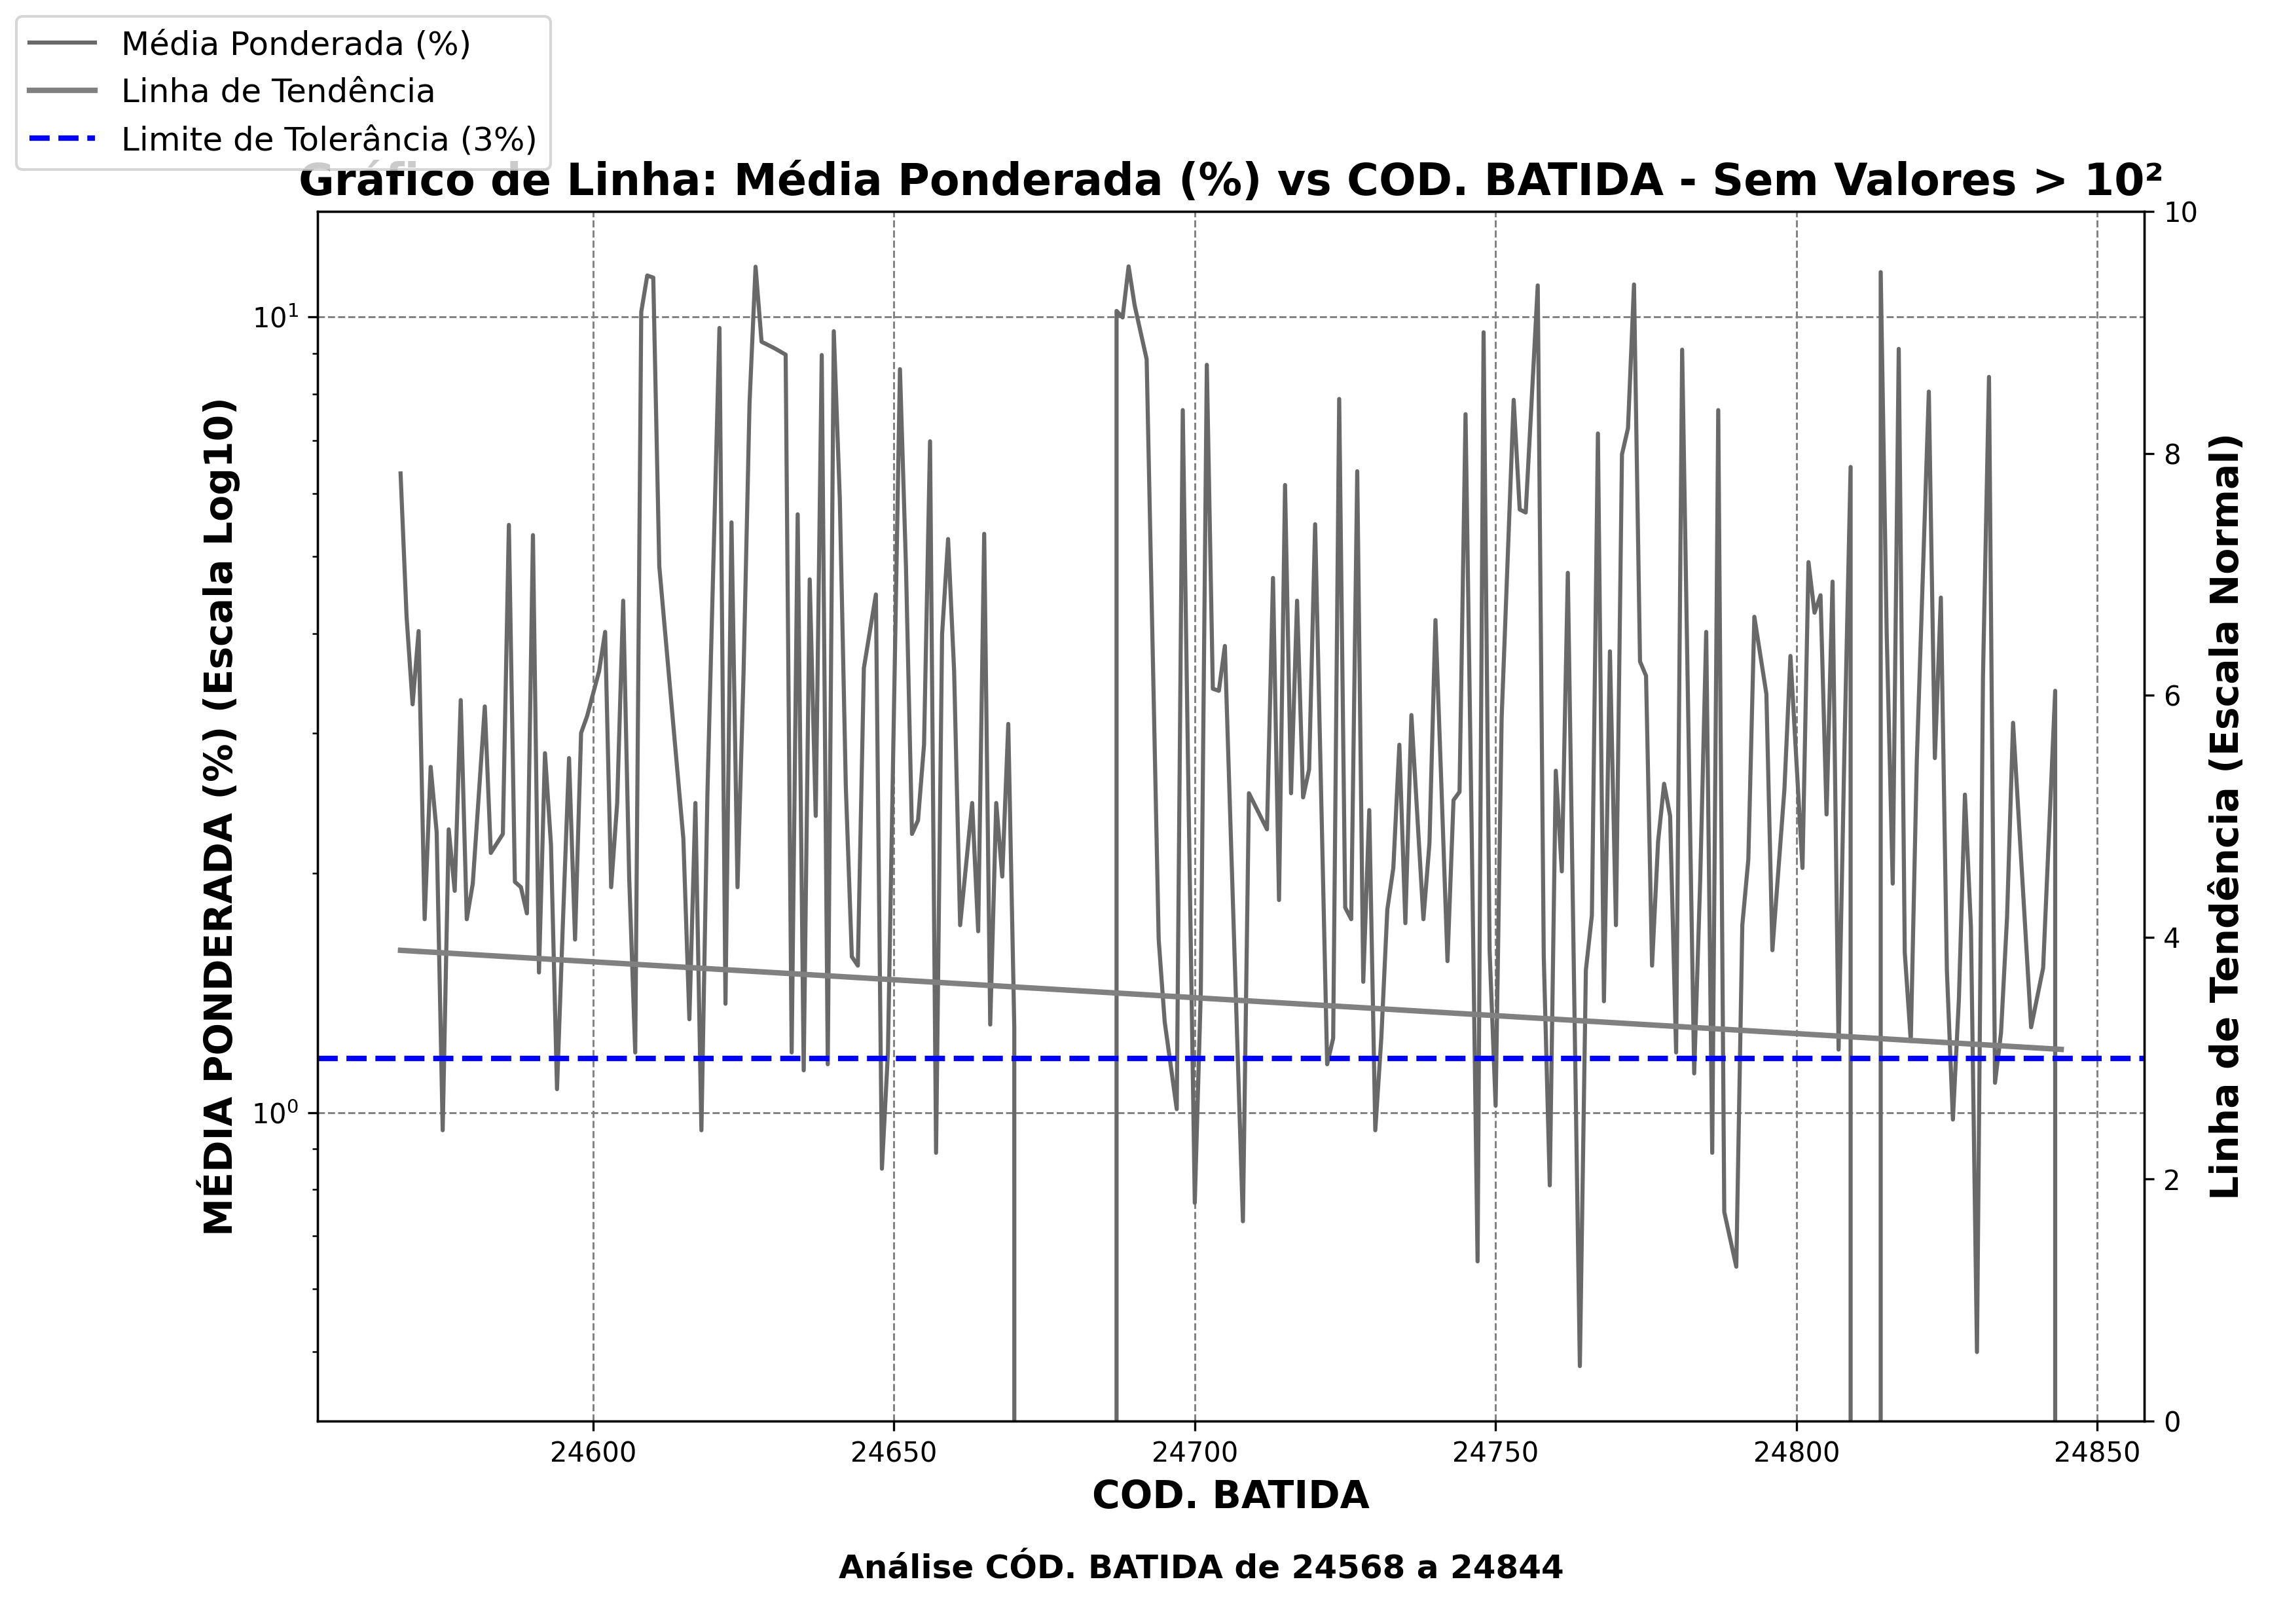 Média Ponderada (%)
Linha de Tendência
Limite de Tolerância (3%)
Gráfico de Linha: Média Ponderada (%) vs COD. BATIDA - Sem Valores > 10²
MÉDIA PONDERADA (%) (Escala Log10)
10¹
10⁰
10
8
6
4
2
0
Linha de Tendência (Escala Normal)
24600 24650 24700 24750 24800 24850
COD. BATIDA
Análise CÓD. BATIDA de 24568 a 24844